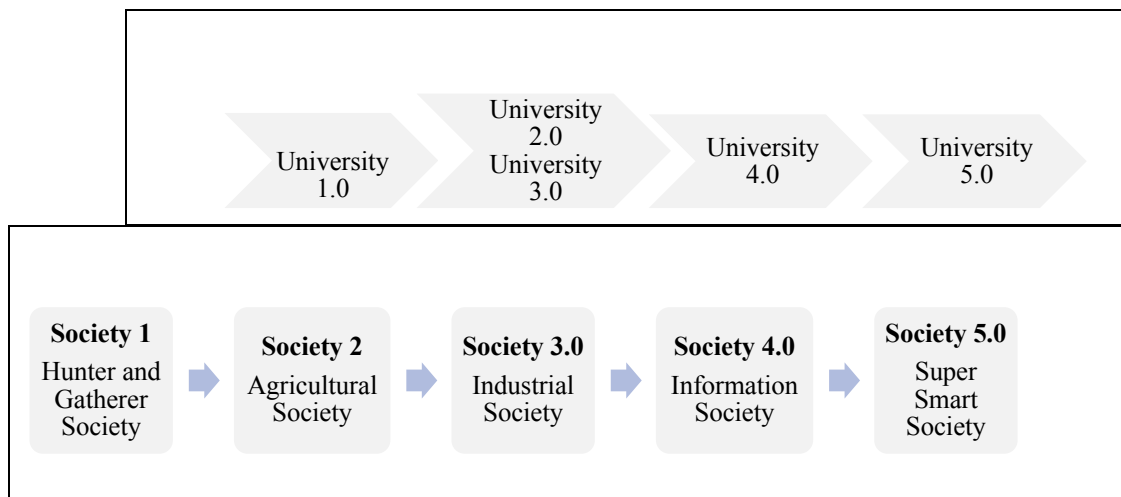 University
1.0
University
2.0
University
3.0
University
4.0
University
5.0
Society 1
Hunter and
Gatherer
Society
Society 2
Agricultural
Society
Society 3.0
Industrial
Society
Society 4.0
Information
Society
Society 5.0
Super
Smart
Society